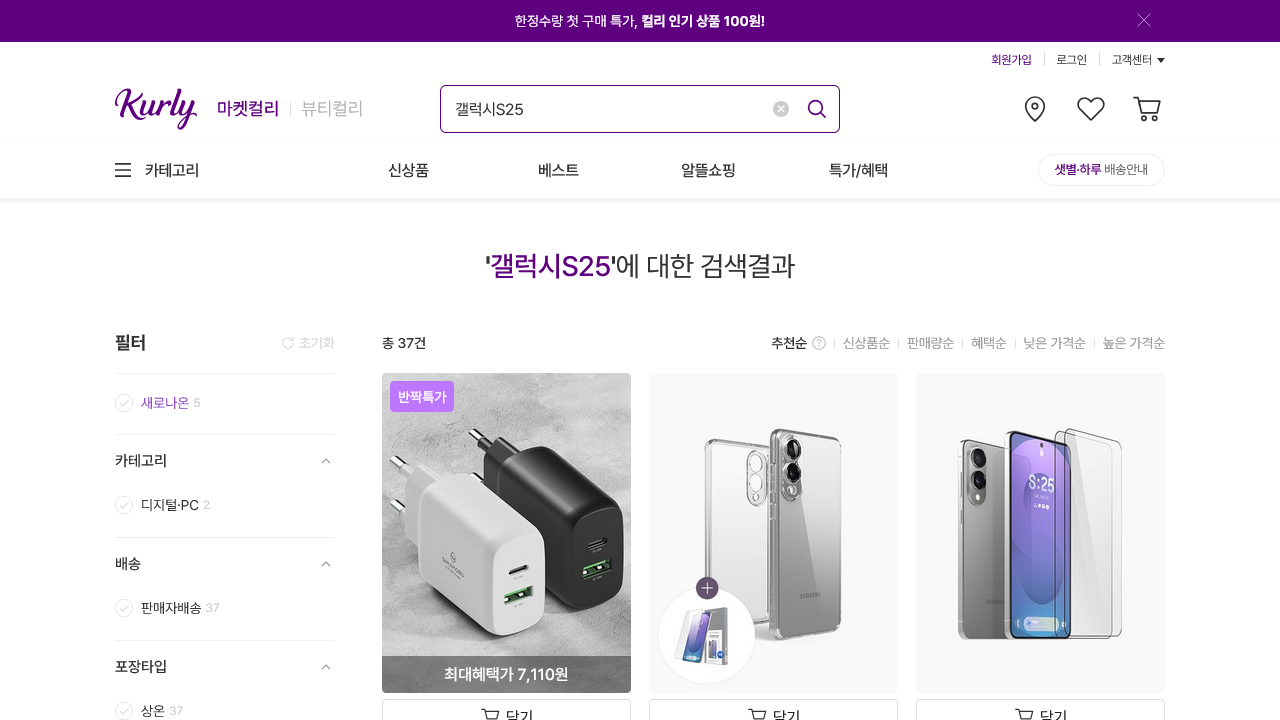 한정수량 첫 구매 특가, 컬리 인기 상품 100원!
회원가입 로그인 고객센터
Kurly 마켓컬리 뷰티컬리 갤럭시S25
카테고리 신상품 베스트 알뜰쇼핑 특가/혜택 샛별·하루 배송안내
'갤럭시S25'에 대한 검색결과
필터 초기화 총 37건 추천순 신상품순 판매량순 혜택순 낮은 가격순 높은 가격순
새로나온 5
카테고리
디지털·PC 2
배송
판매자배송 37
포장타입
상온 37
반짝특가
최대혜택가 7,110원
SAMSUNG
S:25
담기 담기 담기